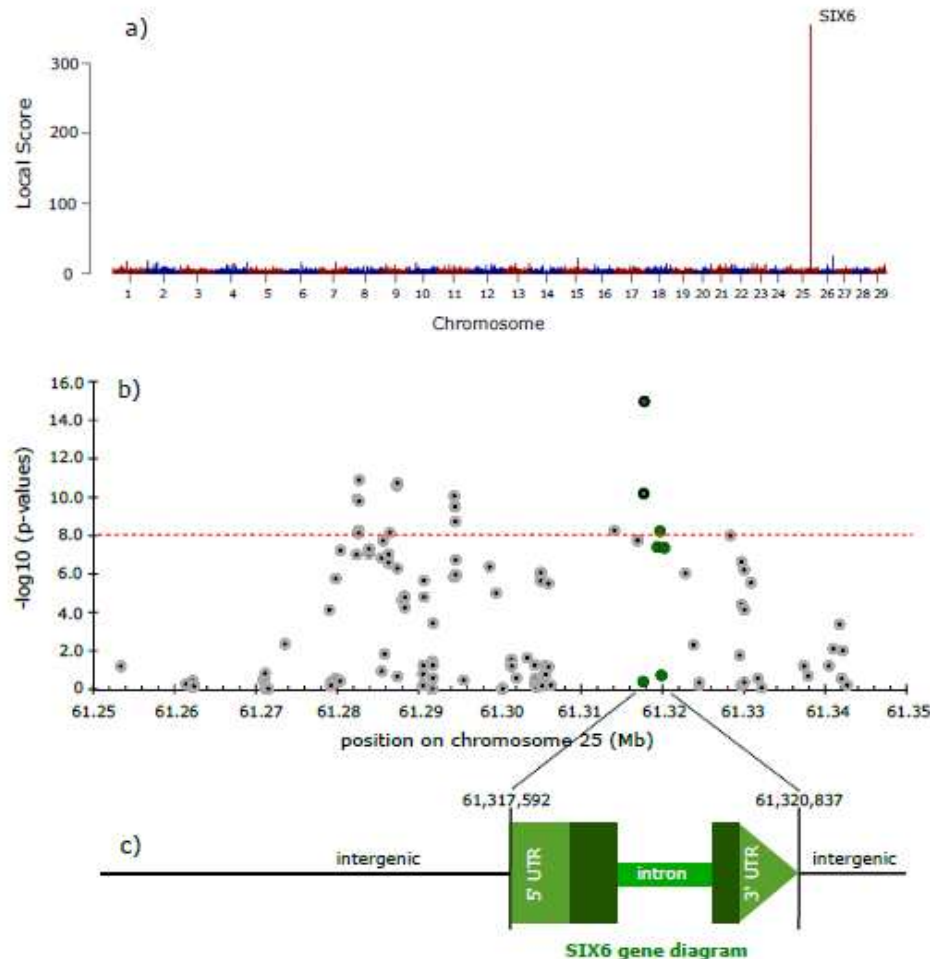 a)
SIX6
Local Score
300
200
100
0
1 2 3 4 5 6 7 8 9 10 11 12 13 14 15 16 17 18 19 20 21 22 23 24 25 26 27 28 29
Chromosome
b)
-log10 (p-values)
16.0
14.0
12.0
10.0
8.0
6.0
4.0
2.0
0
61.25 61.26 61.27 61.28 61.29 61.30 61.31 61.32 61.33 61.34 61.35
position on chromosome 25 (Mb)
61,317,592 61,320,837
c)
intergenic 5' UTR intron 3' UTR intergenic
SIX6 gene diagram